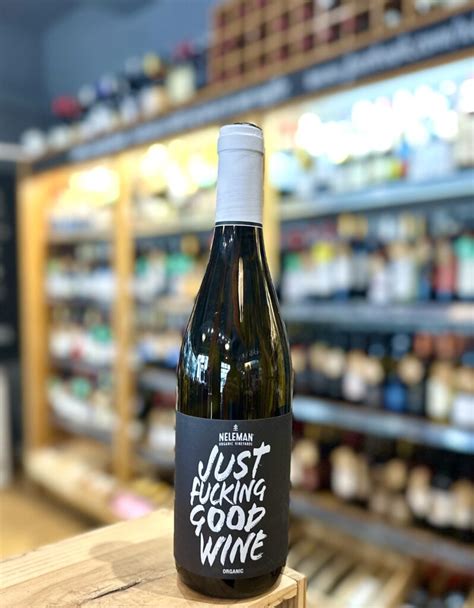 NELEMAN
ORGANIC VINEYARDS
JUST
FUCKING
GOOD
WINE
ORGANIC